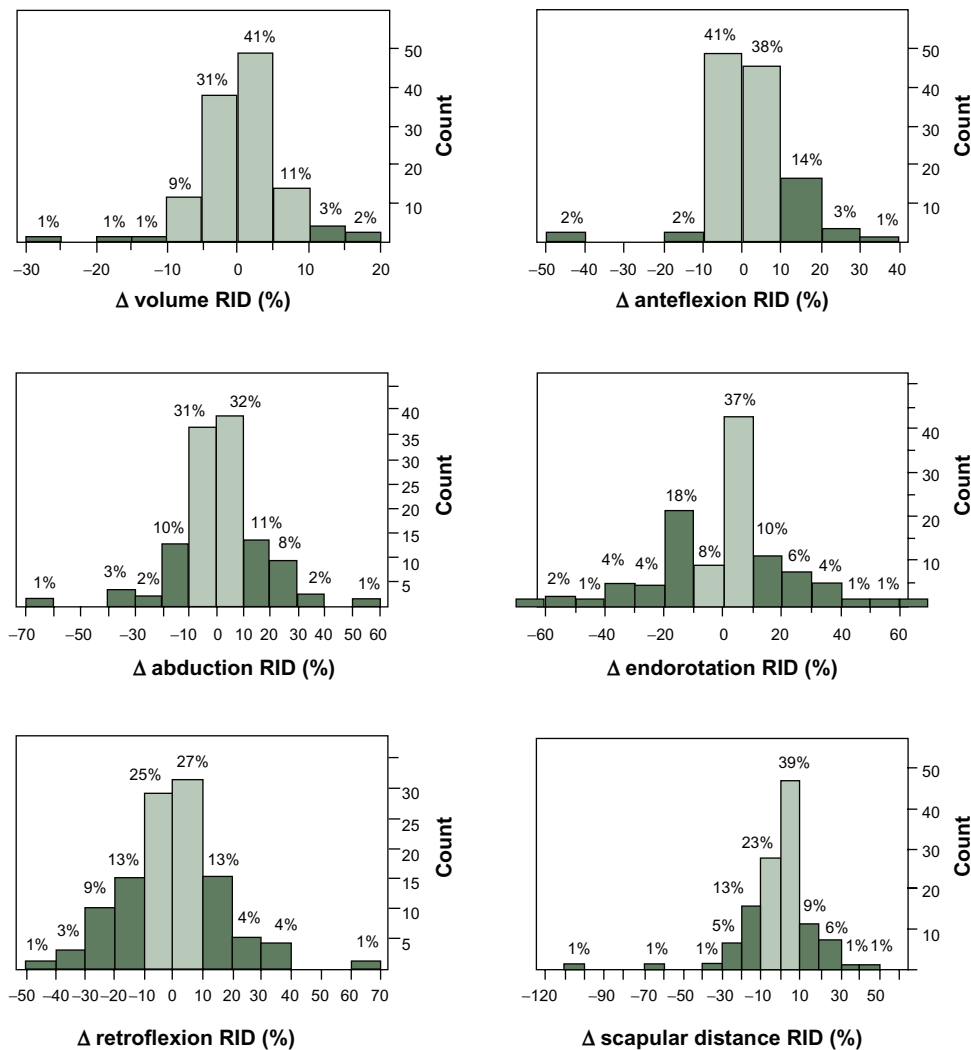 41%
31%
9%
11%
1% 1% 1% 3% 2%
50
40
30
20
10
Count
−30 −20 −10 0 10 20
Δ volume RID (%)
41% 38%
14%
2% 2% 3% 1%
50
40
30
20
10
Count
−50 −40 −30 −20 −10 0 10 20 30 40
Δ anteflexion RID (%)
31% 32%
10% 11% 8%
1% 3% 2% 2% 1%
40
35
30
25
20
15
10
5
Count
−70 −50 −30 −10 0 10 20 30 40 50 60
Δ abduction RID (%)
37%
18%
2% 1% 4% 4% 8% 10% 6% 4% 1% 1%
40
30
20
10
Count
−60 −40 −20 0 20 40 60
Δ endorotation RID (%)
25% 27%
13% 13%
1% 3% 9% 4% 4% 1%
30
25
20
15
10
5
Count
−50 −40 −30 −20 −10 0 10 20 30 40 50 60 70
Δ retroflexion RID (%)
39%
23%
13%
1% 1% 1% 5% 9% 6% 1% 1%
50
40
30
20
10
Count
−120 −90 −70 −50 −30 −10 10 30 50
Δ scapular distance RID (%)